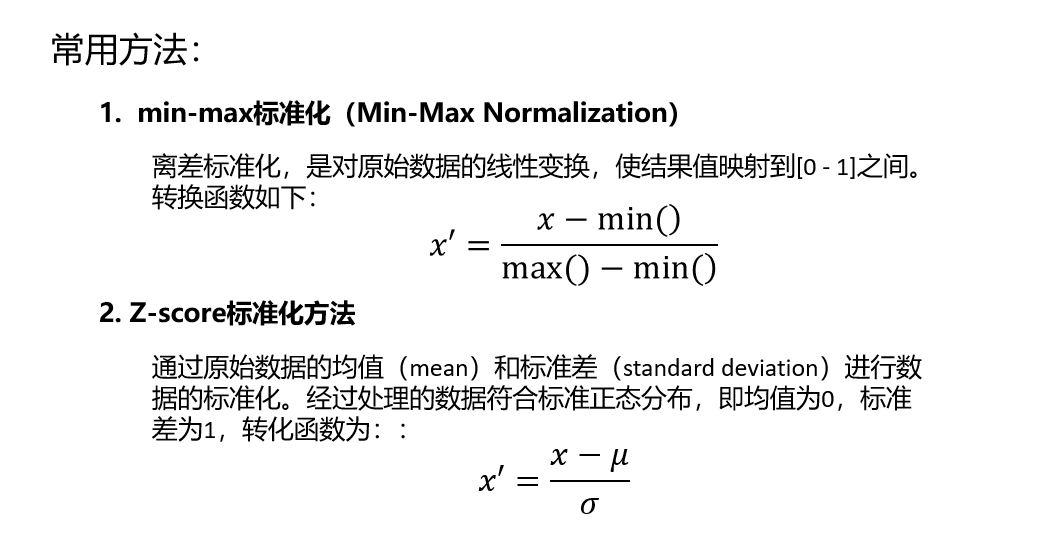 常用方法：
1. min-max标准化（Min-Max Normalization）
离差标准化，是对原始数据的线性变换，使结果值映射到[0 - 1]之间。
转换函数如下：
x′ = (x − min()) / (max() − min())
2. Z-score标准化方法
通过原始数据的均值（mean）和标准差（standard deviation）进行数
据的标准化。经过处理的数据符合标准正态分布，即均值为0，标准
差为1，转化函数为：:
x′ = (x − μ) / σ